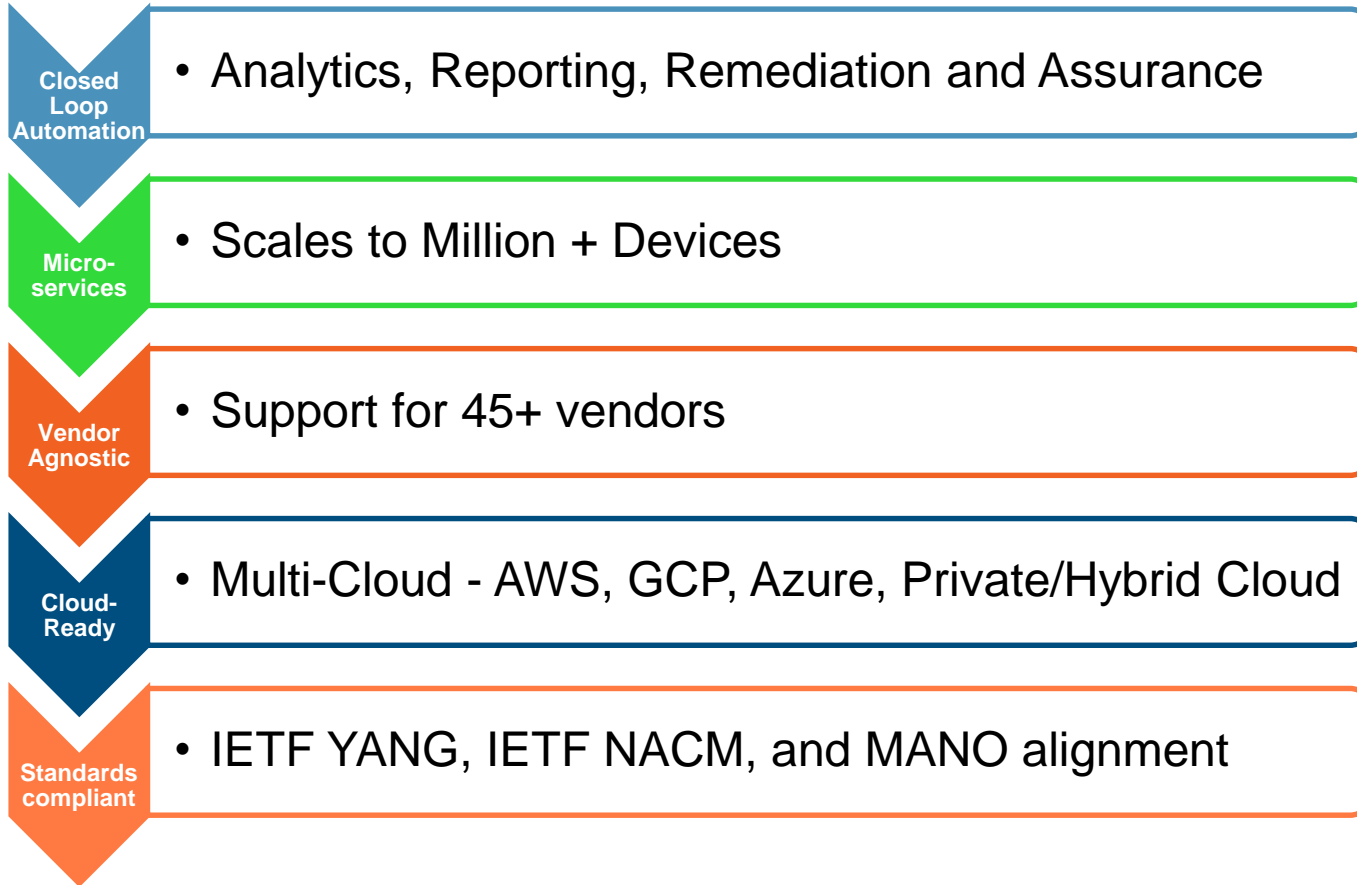 Closed
Loop
Automation
• Analytics, Reporting, Remediation and Assurance
Micro-
services
• Scales to Million + Devices
Vendor
Agnostic
• Support for 45+ vendors
Cloud-
Ready
• Multi-Cloud - AWS, GCP, Azure, Private/Hybrid Cloud
Standards
compliant
• IETF YANG, IETF NACM, and MANO alignment